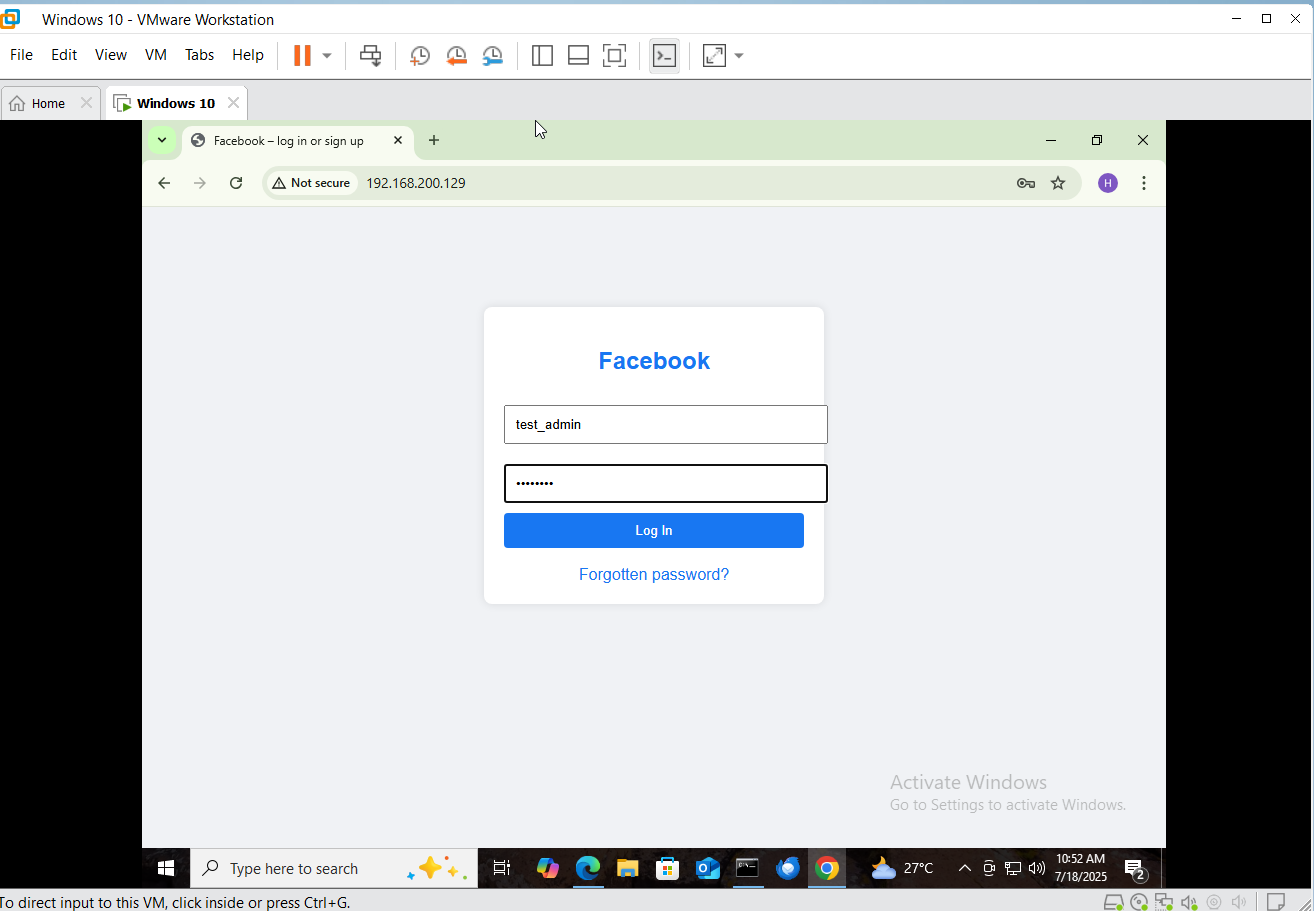 Windows 10 - VMware Workstation
File Edit View VM Tabs Help
Home Windows 10
Facebook – log in or sign up
Not secure 192.168.200.129
H
Facebook
test_admin
••••••••
Log In
Forgotten password?
Activate Windows
Go to Settings to activate Windows.
Type here to search
27°C
10:52 AM
7/18/2025
2
To direct input to this VM, click inside or press Ctrl+G.